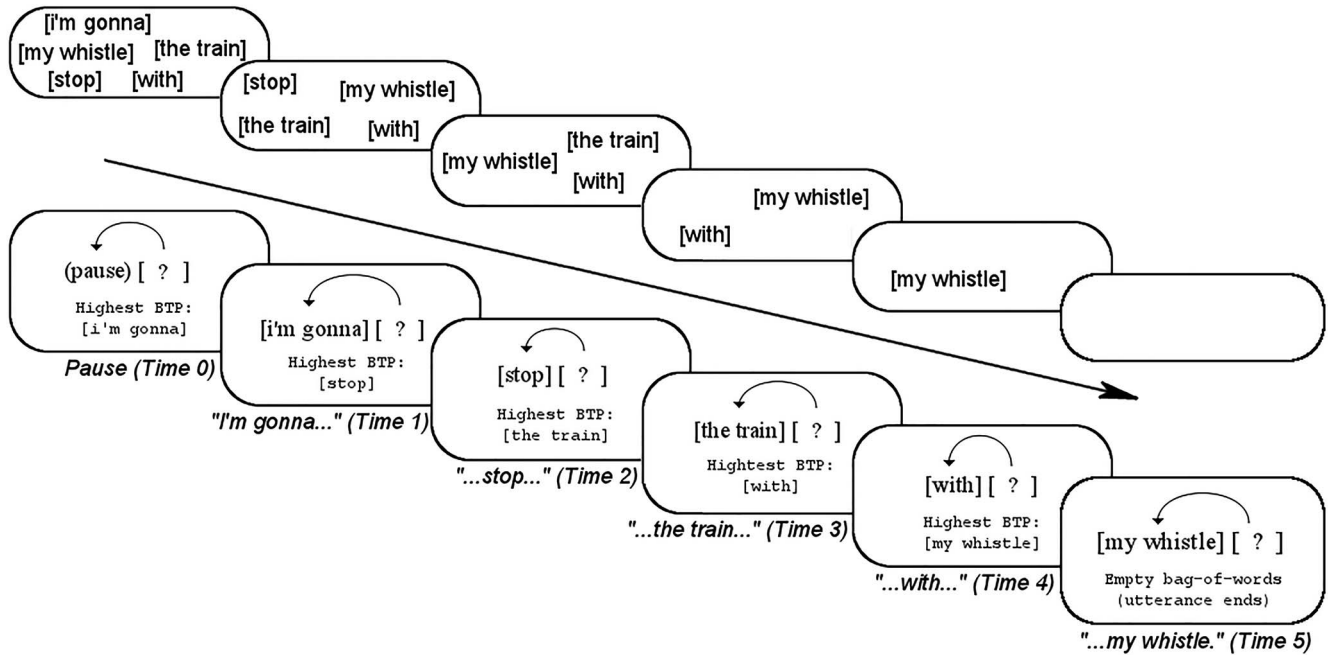 [i'm gonna]
[my whistle] [the train]
[stop] [with]
[stop] [my whistle]
[the train] [with]
[the train]
[my whistle]
[with]
[my whistle]
[with]
[my whistle]
(pause) [ ? ]
Highest BTP:
[i'm gonna]
Pause (Time 0)
[i'm gonna] [ ? ]
Highest BTP:
[stop]
"I'm gonna..." (Time 1)
[stop] [ ? ]
Highest BTP:
[the train]
"...stop..." (Time 2)
[the train] [ ? ]
Hightest BTP:
[with]
"...the train..." (Time 3)
[with] [ ? ]
Highest BTP:
[my whistle]
"...with..." (Time 4)
[my whistle] [ ? ]
Empty bag-of-words
(utterance ends)
"...my whistle." (Time 5)